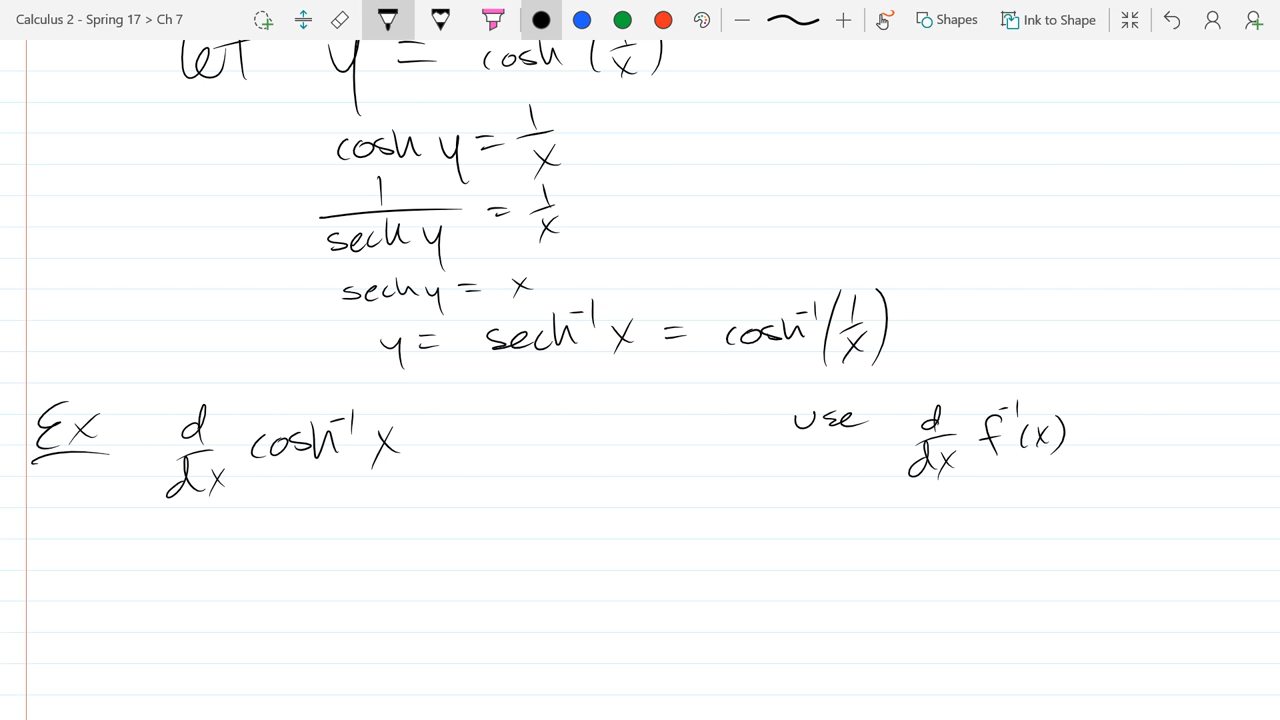 Calculus 2 - Spring 17 > Ch 7
Shapes
Ink to Shape
let y = cosh (1/x)
cosh y = 1/x
1/sech y = 1/x
sech y = x
y = sech⁻¹ x = cosh⁻¹ (1/x)
Ex d/dx cosh⁻¹ x use d/dx f⁻¹(x)